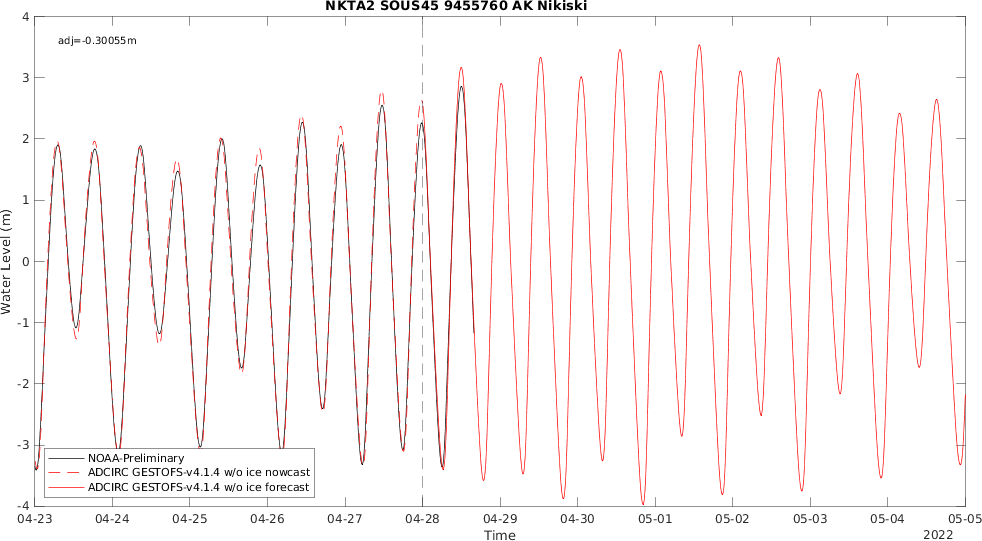 NKTA2 SOUS45 9455760 AK Nikiski
adj=-0.30055m
4
3
2
1
0
-1
-2
-3
-4
Water Level (m)
NOAA-Preliminary
ADCIRC GESTOFS-v4.1.4 w/o ice nowcast
ADCIRC GESTOFS-v4.1.4 w/o ice forecast
04-23 04-24 04-25 04-26 04-27 04-28 04-29 04-30 05-01 05-02 05-03 05-04 05-05
Time
2022